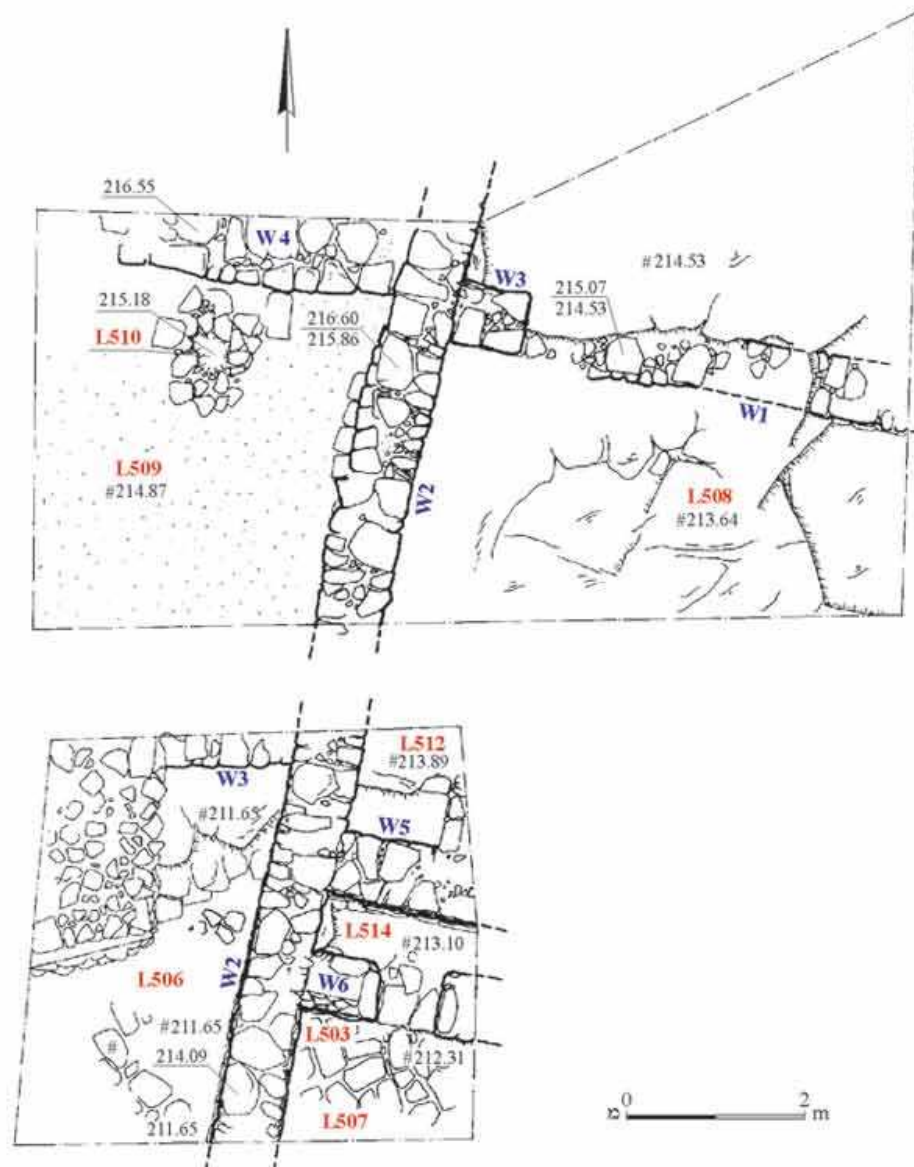 216.55
W4
#214.53
W3
215.07
214.53
215.18
L510
216.60
215.86
W1
L509
#214.87
W2
L508
#213.64
L512
#213.89
W3
#211.65
W5
L514
#213.10
L506
W2
W6
#211.65
L503
#
214.09
#212.31
211.65
L507
0 2
מ m